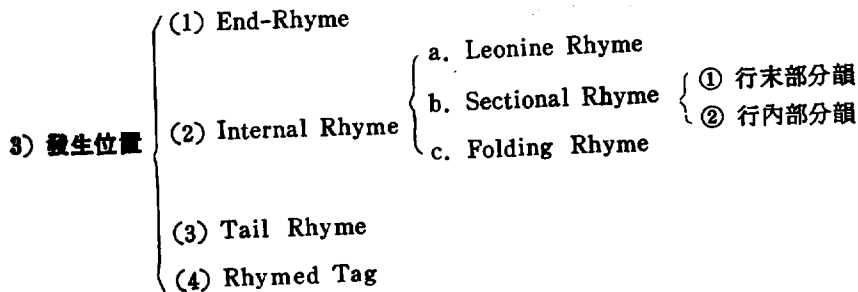 (1) End-Rhyme
a. Leonine Rhyme
3) 發生位置
(2) Internal Rhyme
b. Sectional Rhyme
① 行末部分韻
② 行內部分韻
c. Folding Rhyme
(3) Tail Rhyme
(4) Rhymed Tag